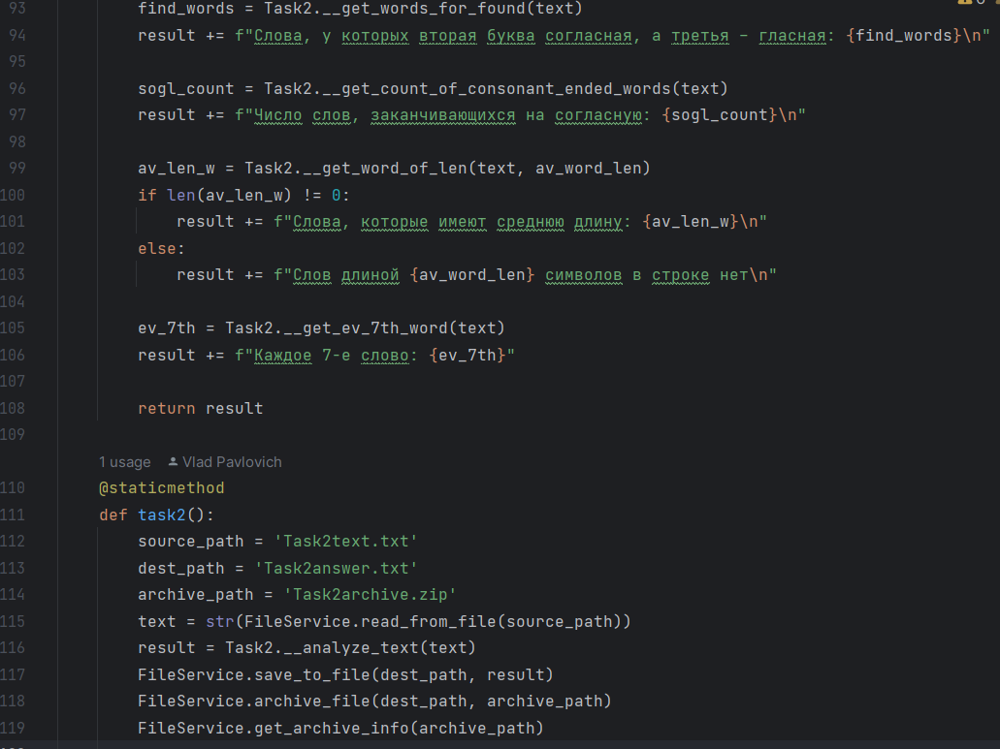 93 find_words = Task2.__get_words_for_found(text)
94 result += f"Слова, у которых вторая буква согласная, а третья - гласная: {find_words}\n"
95
96 sogl_count = Task2.__get_count_of_consonant_ended_words(text)
97 result += f"Число слов, заканчивающихся на согласную: {sogl_count}\n"
98
99 av_len_w = Task2.__get_word_of_len(text, av_word_len)
100 if len(av_len_w) != 0:
101 result += f"Слова, которые имеют среднюю длину: {av_len_w}\n"
102 else:
103 result += f"Слов длиной {av_word_len} символов в строке нет\n"
104
105 ev_7th = Task2.__get_ev_7th_word(text)
106 result += f"Каждое 7-е слово: {ev_7th}"
107
108 return result
109
1 usage Vlad Pavlovich
110 @staticmethod
111 def task2():
112 source_path = 'Task2text.txt'
113 dest_path = 'Task2answer.txt'
114 archive_path = 'Task2archive.zip'
115 text = str(FileService.read_from_file(source_path))
116 result = Task2.__analyze_text(text)
117 FileService.save_to_file(dest_path, result)
118 FileService.archive_file(dest_path, archive_path)
119 FileService.get_archive_info(archive_path)